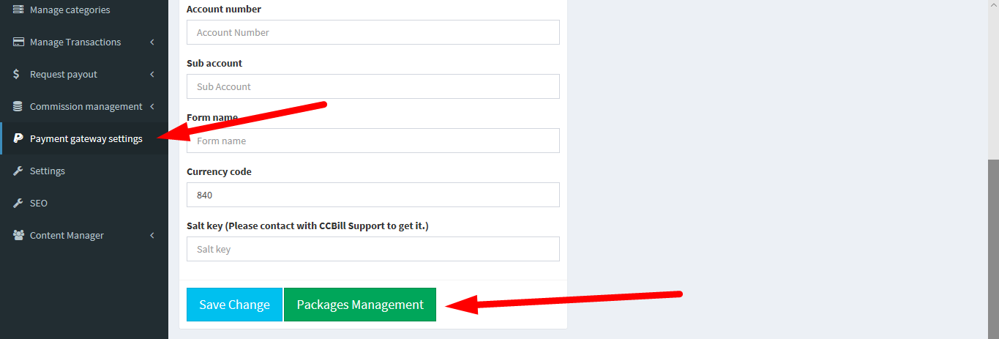 Manage categories
Manage Transactions
Request payout
Commission management
Payment gateway settings
Settings
SEO
Content Manager
Account number
Account Number
Sub account
Sub Account
Form name
Form name
Currency code
840
Salt key (Please contact with CCBill Support to get it.)
Salt key
Save Change
Packages Management